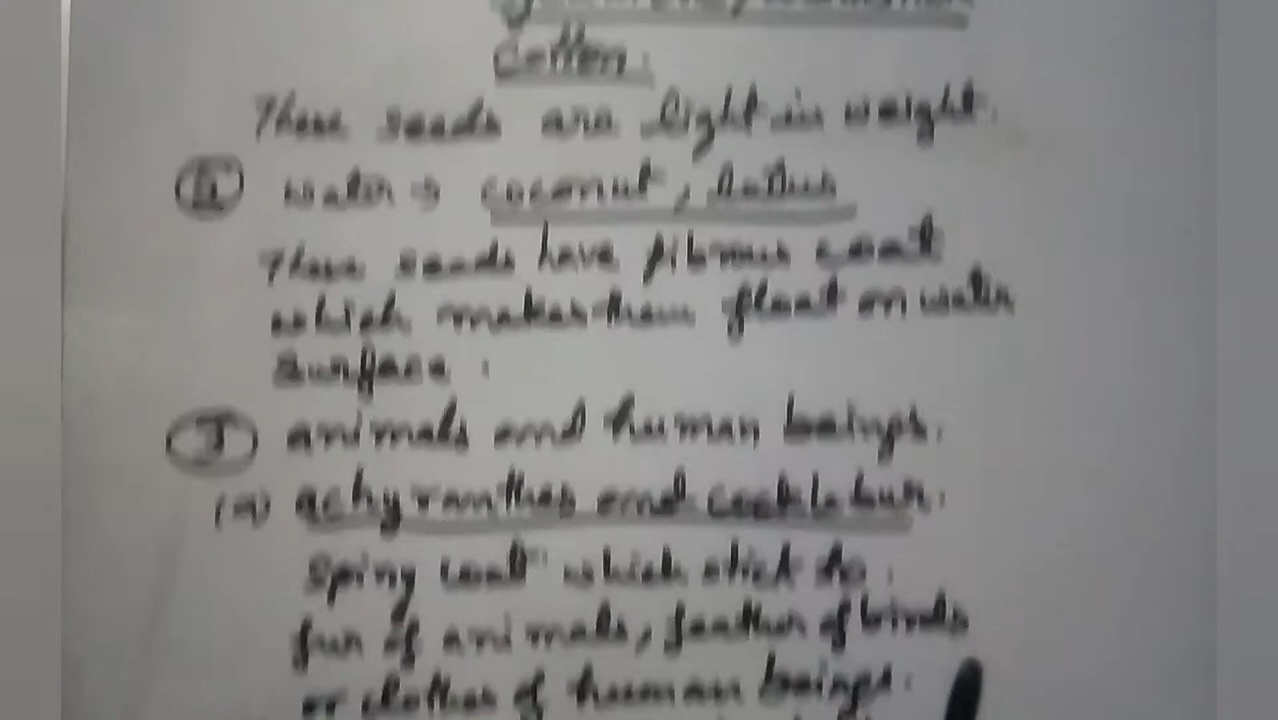 Cotton.
These seeds are light in weight.
water → coconut, lotus
These seeds have fibrous coat
which makes them float on water
surface.
③ animals and human beings.
(a) achyranthes and cocklebur.
Spiny coat which stick to
fur of animals, feather of birds
or clothes of human beings.